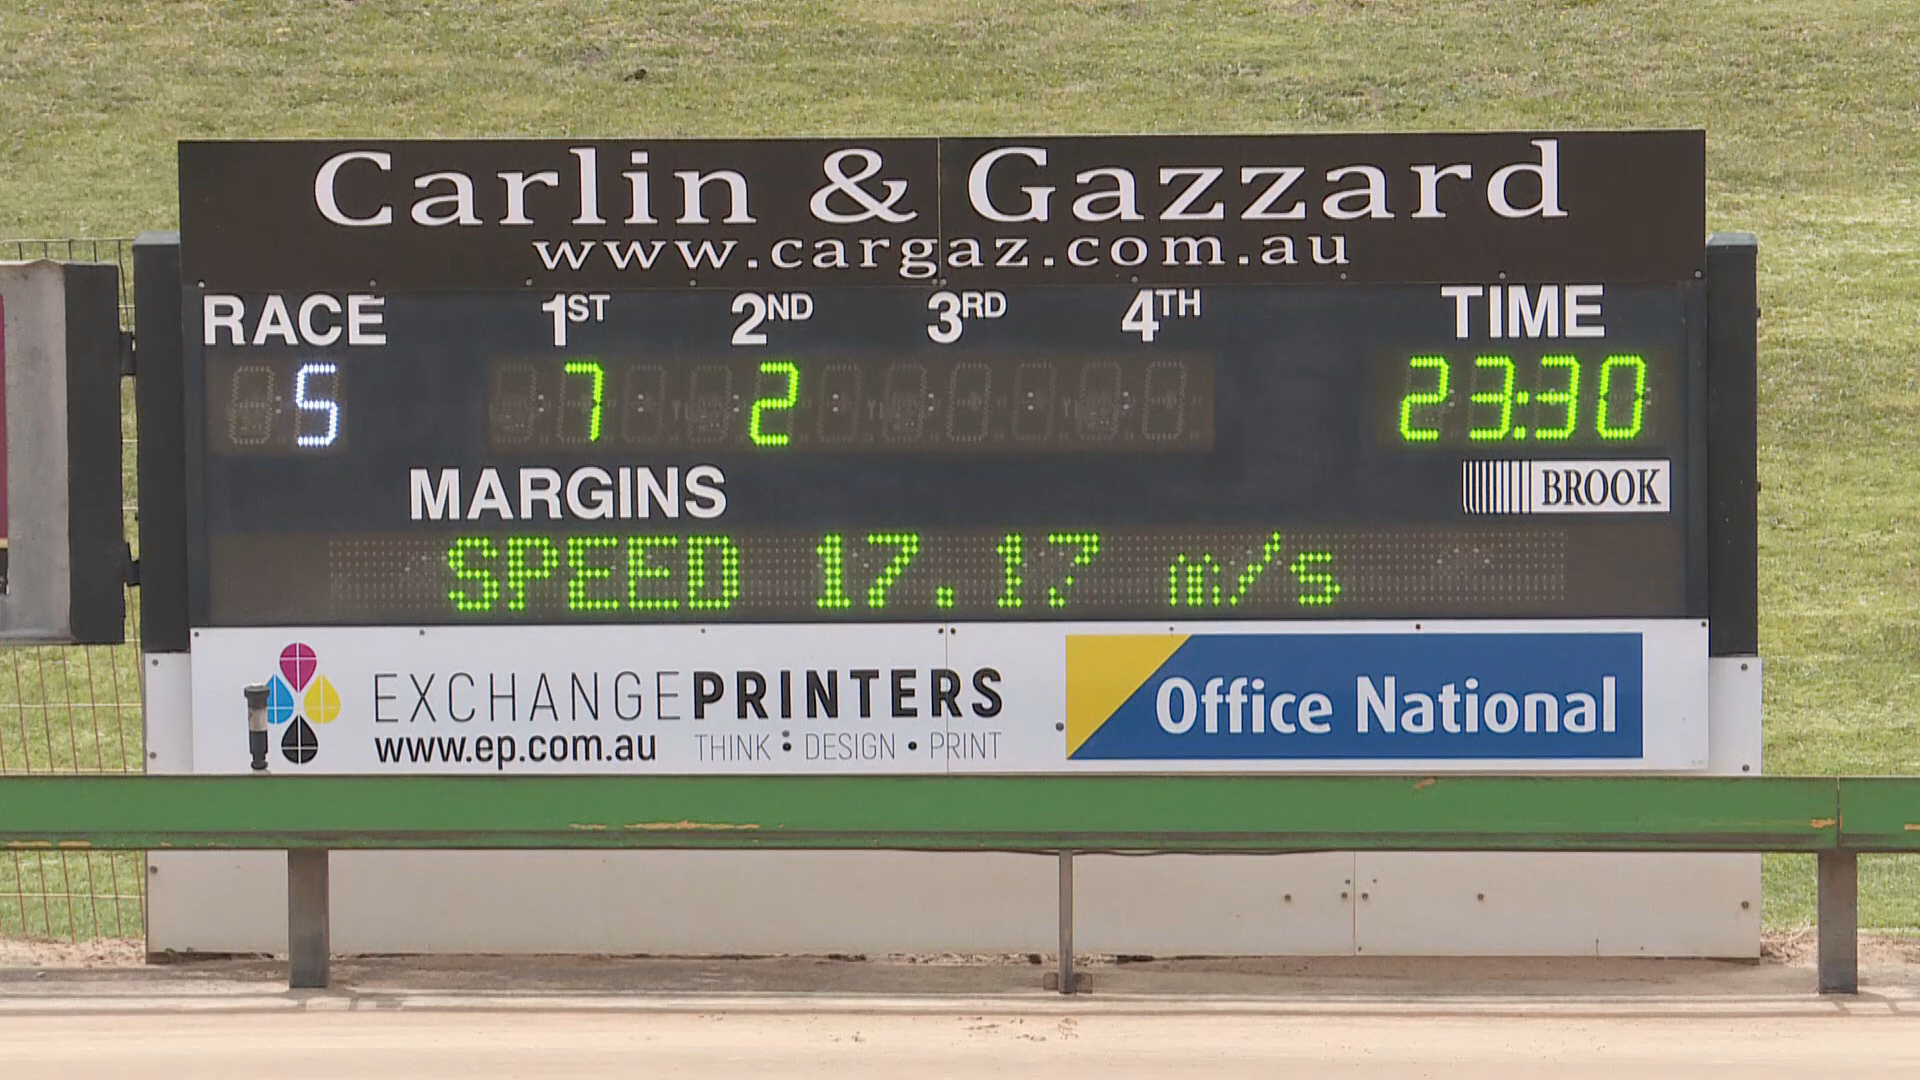 Carlin & Gazzard
www.cargaz.com.au
RACE 1ST 2ND 3RD 4TH TIME
5 7 2 23:30
MARGINS BROOK
SPEED 17.17 m/s
EXCHANGEPRINTERS Office National
www.ep.com.au THINK • DESIGN • PRINT